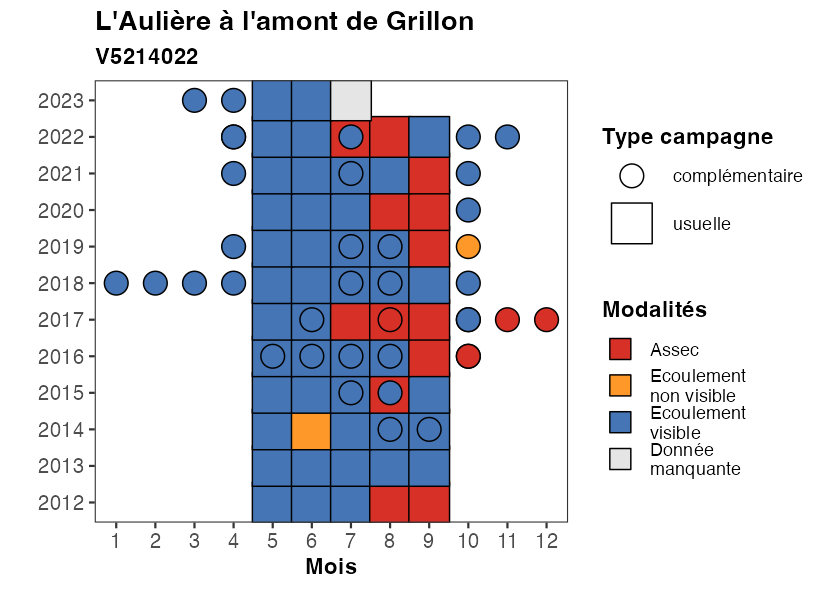 L'Aulière à l'amont de Grillon
V5214022
2023
2022
2021
2020
2019
2018
2017
2016
2015
2014
2013
2012
1 2 3 4 5 6 7 8 9 10 11 12
Mois
Type campagne
complémentaire
usuelle
Modalités
Assec
Ecoulement
non visible
Ecoulement
visible
Donnée
manquante